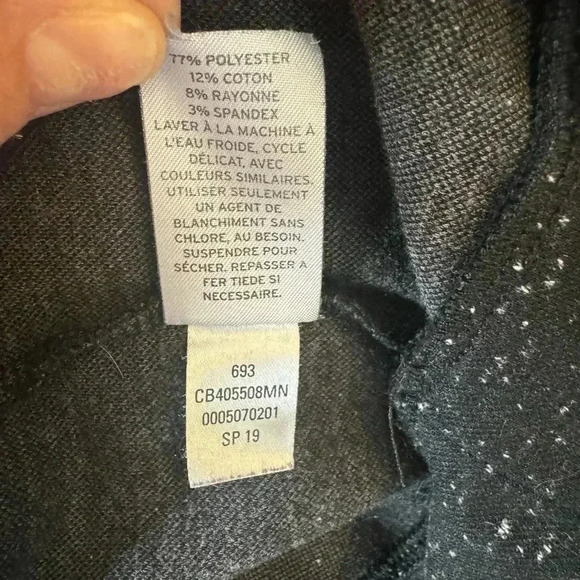 77% POLYESTER
12% COTON
8% RAYONNE
3% SPANDEX
LAVER À LA MACHINE À
L'EAU FROIDE, CYCLE
DÉLICAT, AVEC
COULEURS SIMILAIRES.
UTILISER SEULEMENT
UN AGENT DE
BLANCHIMENT SANS
CHLORE, AU BESOIN.
SUSPENDRE POUR
SÉCHER. REPASSER À
FER TIEDE SI
NECESSAIRE.
693
CB405508MN
0005070201
SP 19